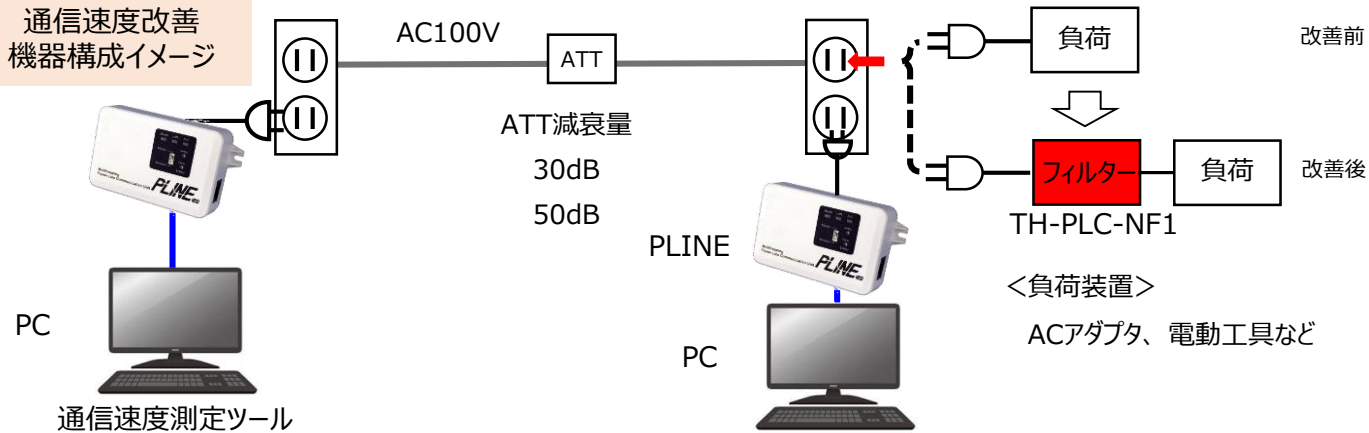 通信速度改善
機器構成イメージ
AC100V
ATT
ATT減衰量
30dB
50dB
負荷
改善前
フィルター
負荷
改善後
TH-PLC-NF1
PLINE
PLINE
PLINE
<負荷装置>
ACアダプタ、電動工具など
PC
PC
通信速度測定ツール